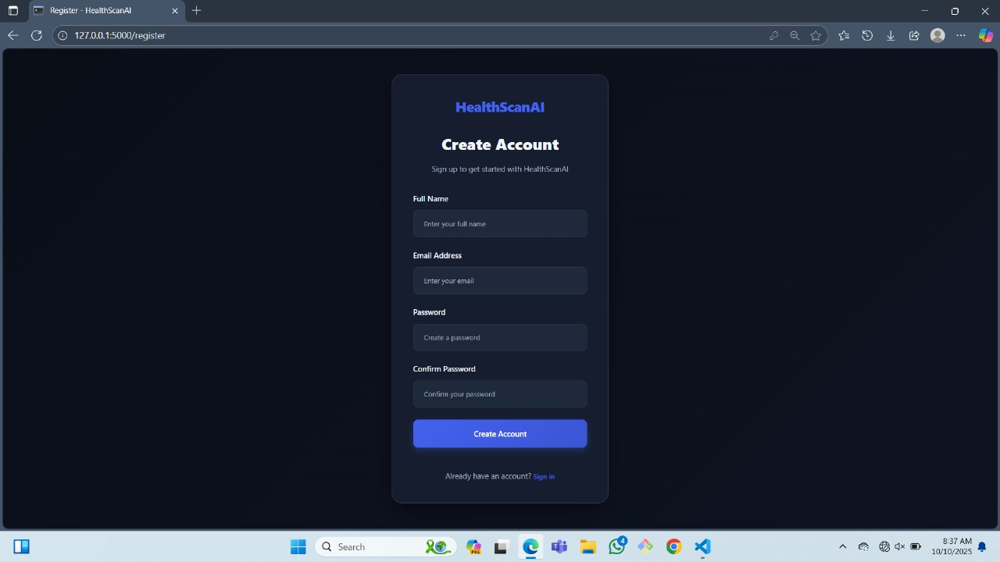 Register - HealthScanAI
127.0.0.1:5000/register
HealthScanAI
Create Account
Sign up to get started with HealthScanAI
Full Name
Enter your full name
Email Address
Enter your email
Password
Create a password
Confirm Password
Confirm your password
Create Account
Already have an account? Sign in
Search
PRE
4
8:37 AM
10/10/2025